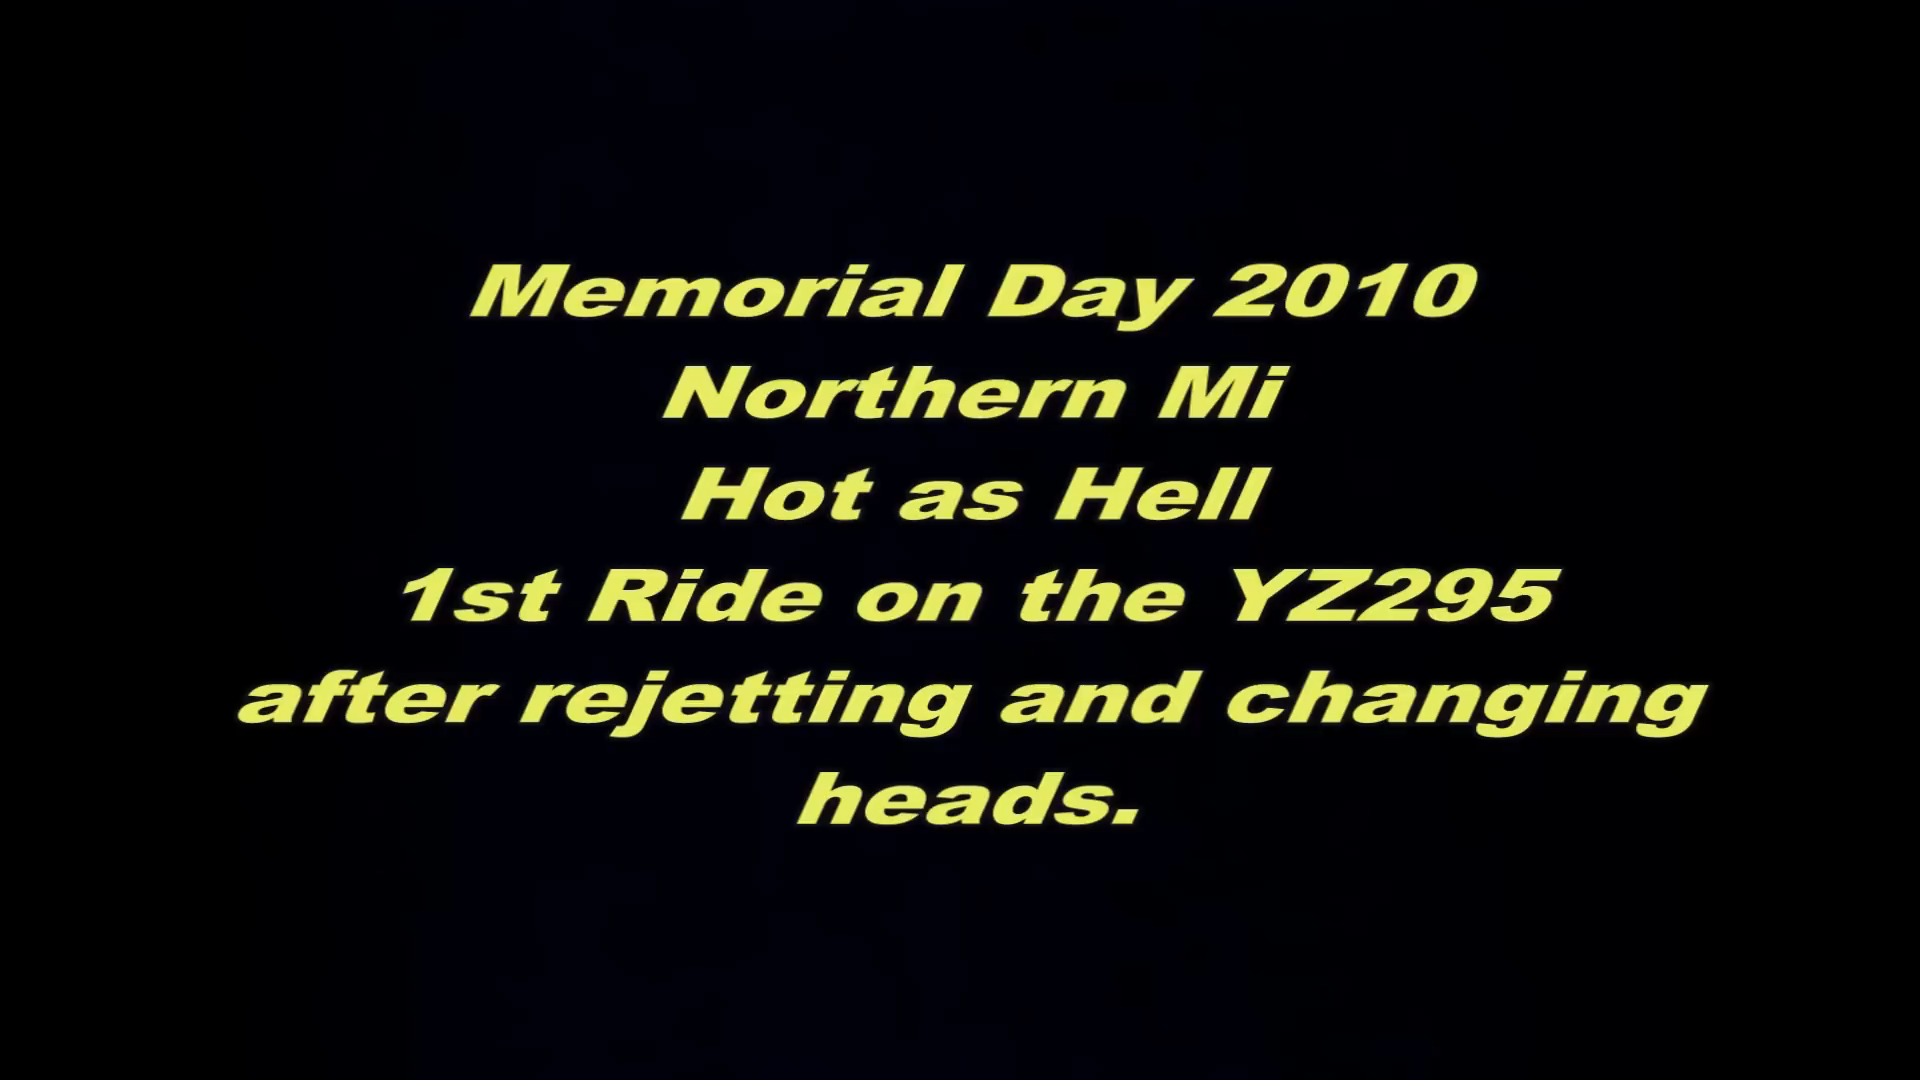 Memorial Day 2010
Northern Mi
Hot as Hell
1st Ride on the YZ295
after rejetting and changing
heads.